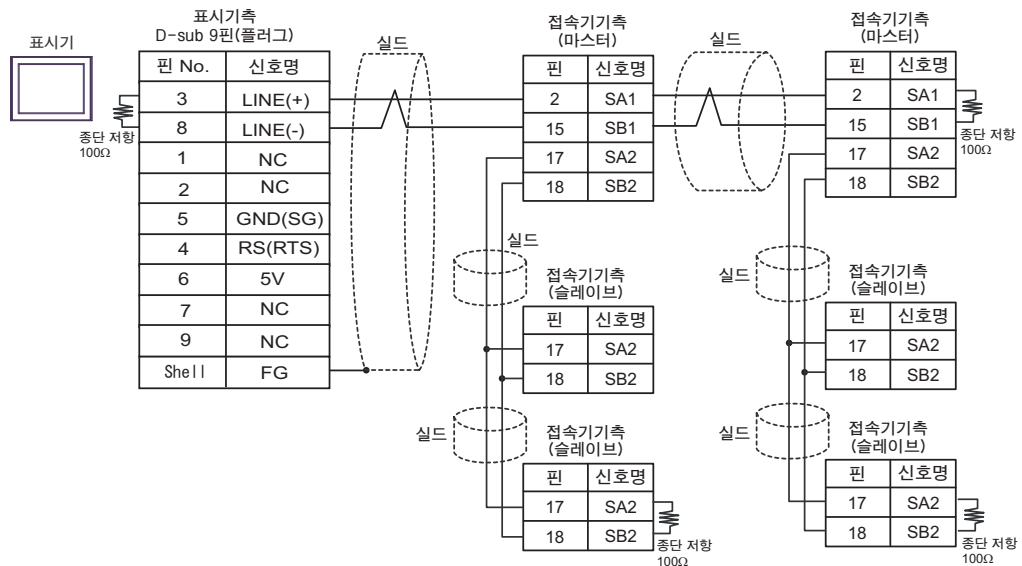 표시기
표시기측
D-sub 9핀(플러그)
핀 No. 신호명
3 LINE(+)
8 LINE(-)
1 NC
2 NC
5 GND(SG)
4 RS(RTS)
6 5V
7 NC
9 NC
Shell FG
종단 저항
100Ω
실드
접속기기측
(마스터)
핀 신호명
2 SA1
15 SB1
17 SA2
18 SB2
실드
접속기기측
(마스터)
핀 신호명
2 SA1
15 SB1
17 SA2
18 SB2
종단 저항
100Ω
실드
접속기기측
(슬레이브)
핀 신호명
17 SA2
18 SB2
실드
접속기기측
(슬레이브)
핀 신호명
17 SA2
18 SB2
종단 저항
100Ω
실드
접속기기측
(슬레이브)
핀 신호명
17 SA2
18 SB2
실드
접속기기측
(슬레이브)
핀 신호명
17 SA2
18 SB2
종단 저항
100Ω